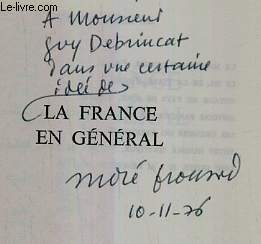 Le-livre.com
A Monsieur
Guy Debrincat
dans une certaine
idée de
LA FRANCE
EN GÉNÉRAL
André Frossard
10-11-76